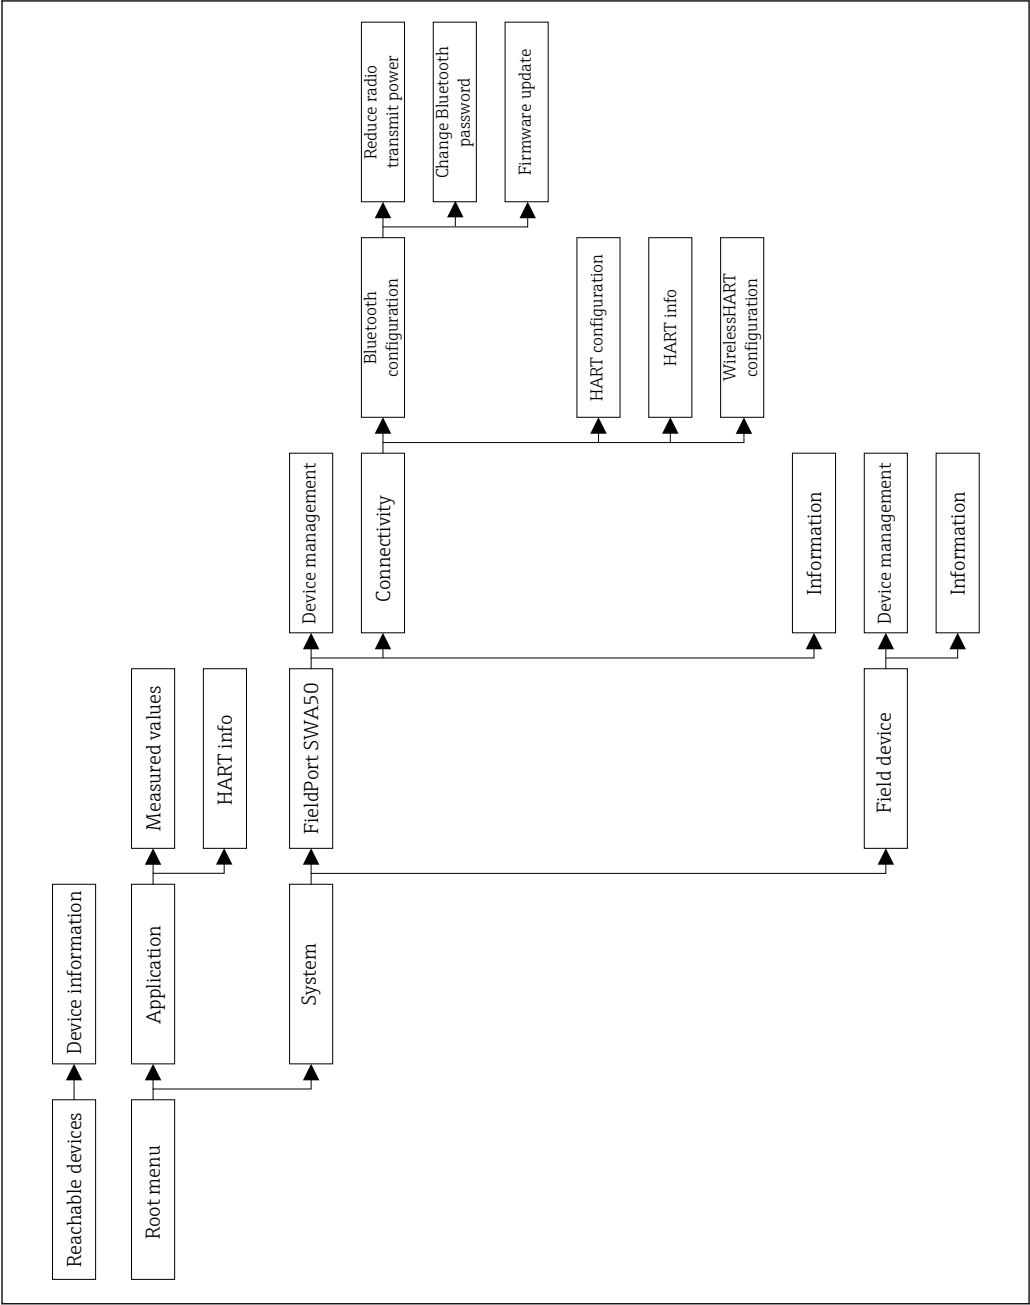 Reachable devices
Device information
Root menu
Application
Measured values
HART info
System
FieldPort SWA50
Device management
Connectivity
Bluetooth
configuration
Reduce radio
transmit power
Change Bluetooth
password
Firmware update
HART configuration
HART info
WirelessHART
configuration
Information
Field device
Device management
Information